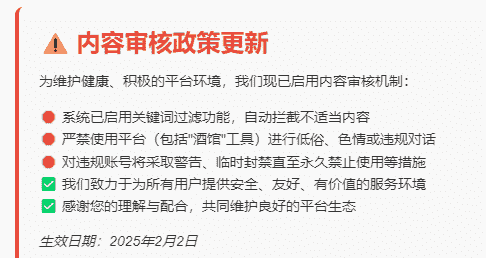 内容审核政策更新
为维护健康、积极的平台环境，我们现已启用内容审核机制：
系统已启用关键词过滤功能，自动拦截不适当内容
严禁使用平台（包括"酒馆"工具）进行低俗、色情或违规对话
对违规账号将采取警告、临时封禁直至永久禁止使用等措施
我们致力于为所有用户提供安全、友好、有价值的服务环境
感谢您的理解与配合，共同维护良好的平台生态
生效日期：2025年2月2日